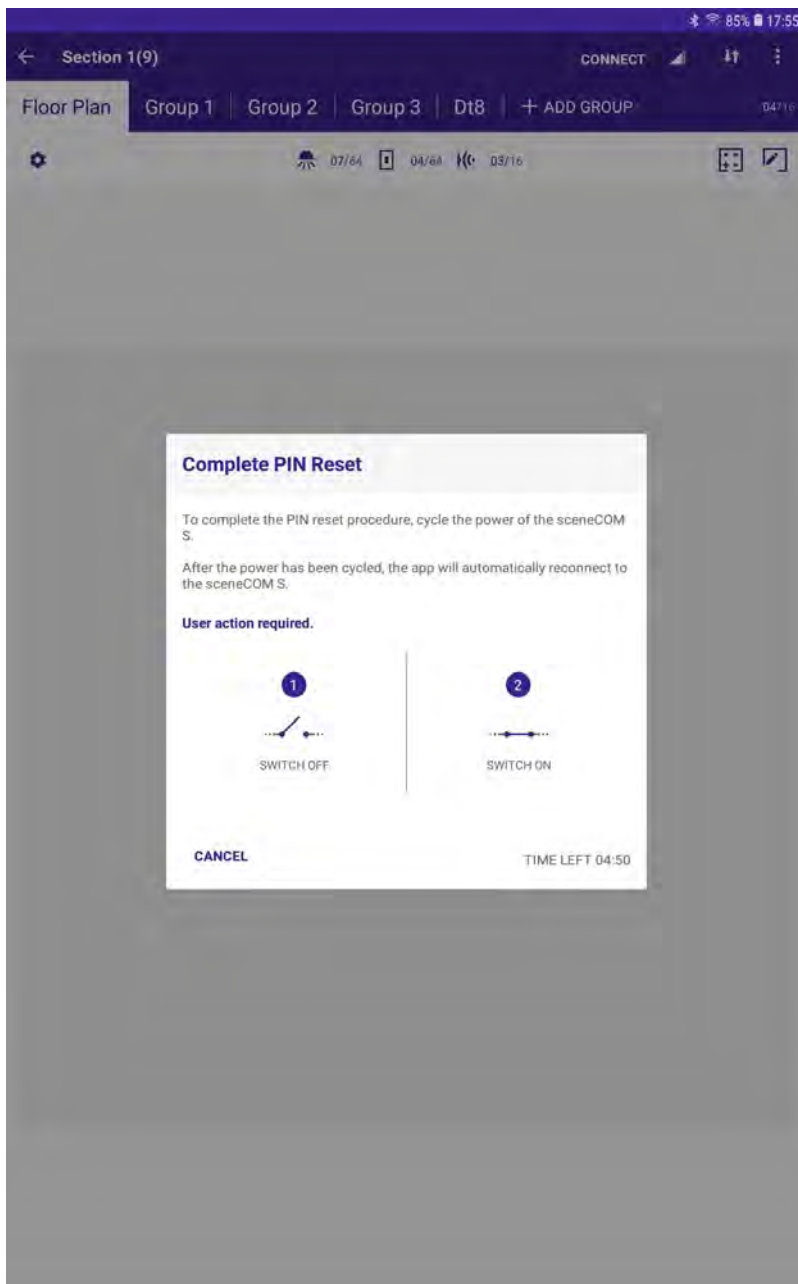 85% 17:55
Section 1(9) CONNECT
Floor Plan Group 1 Group 2 Group 3 Dt8 + ADD GROUP 04/16
07/64 04/64 03/16
Complete PIN Reset
To complete the PIN reset procedure, cycle the power of the sceneCOM
S.
After the power has been cycled, the app will automatically reconnect to
the sceneCOM S.
User action required.
1 2
SWITCH OFF SWITCH ON
CANCEL TIME LEFT 04:50